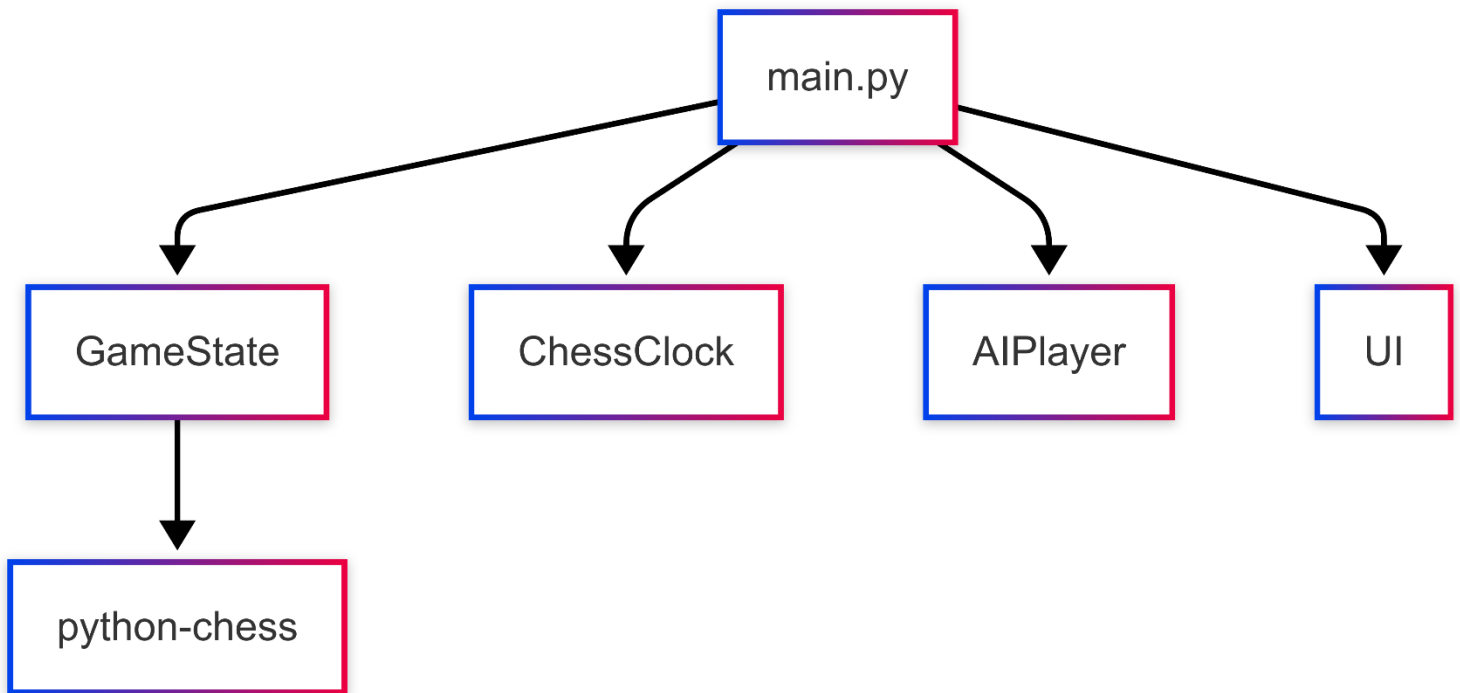 main.py
GameState
ChessClock
AIPlayer
UI
python-chess